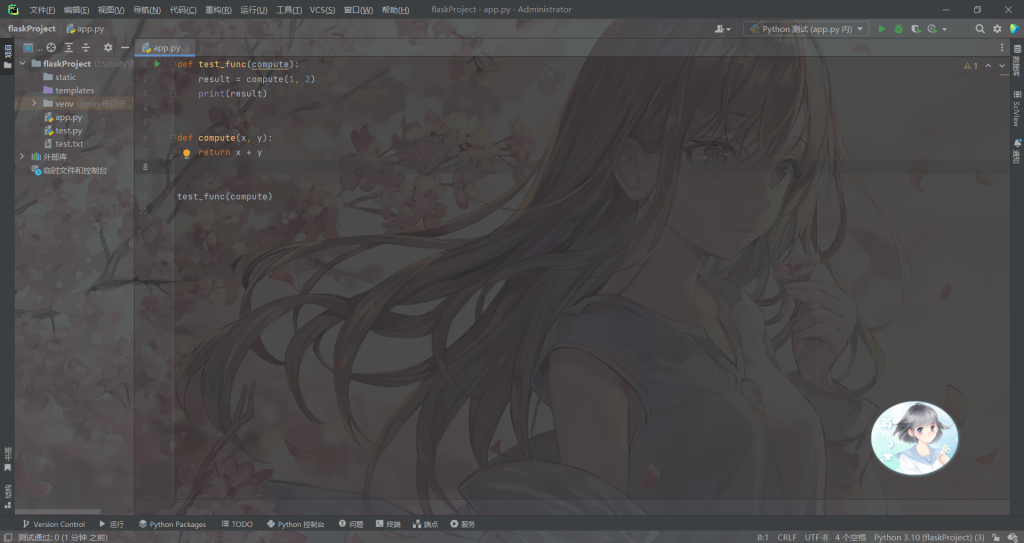 文件(F) 编辑(E) 视图(V) 导航(N) 代码(C) 重构(R) 运行(U) 工具(T) VCS(S) 窗口(W) 帮助(H) flaskProject - app.py - Administrator
flaskProject app.py Python 测试 (app.py 内)
项目
app.py
flaskProject
static
templates
venv
app.py
test.py
test.txt
外部库
临时文件和控制台
def test_func(compute):
result = compute(1, 2)
print(result)
def compute(x, y):
return x + y
8
test_func(compute)
1
数据库
SciView
通知
书签
结构
Version Control 运行 Python Packages TODO Python 控制台 问题 终端 端点 服务
测试通过: 0 (1 分钟 之前) 8:1 CRLF UTF-8 4 个空格 Python 3.10 (flaskProject) (3)